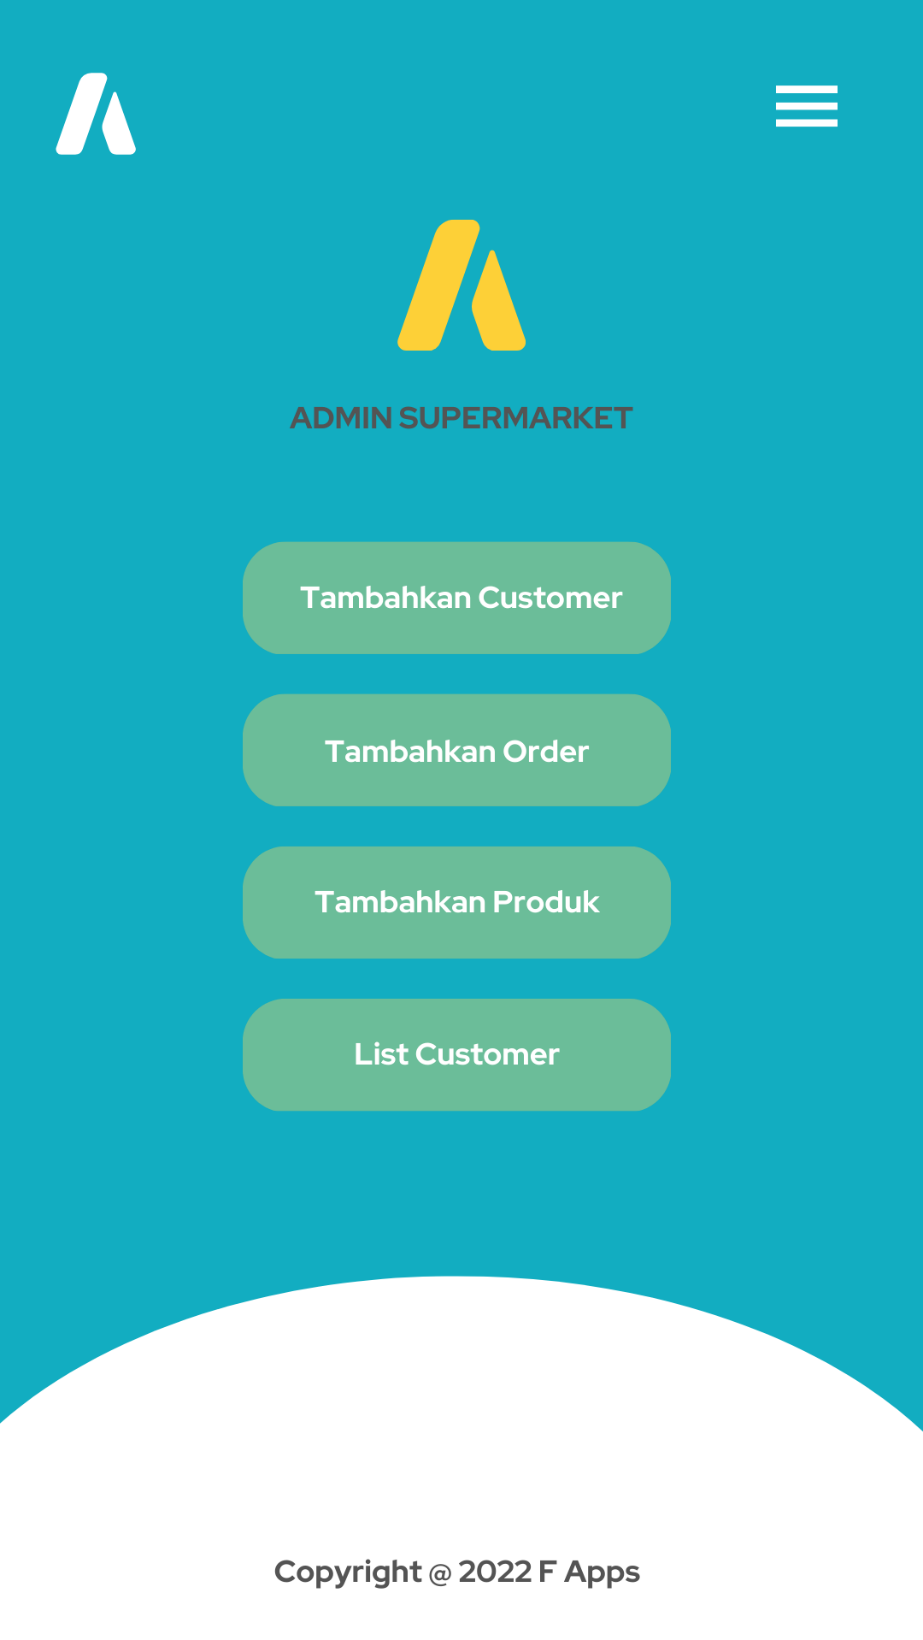 ADMIN SUPERMARKET
Tambahkan Customer
Tambahkan Order
Tambahkan Produk
List Customer
Copyright @ 2022 F Apps